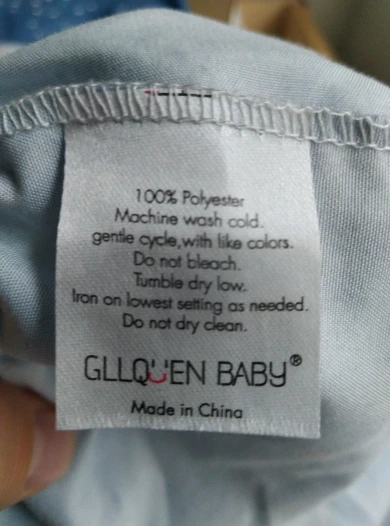 100% Polyester
Machine wash cold.
gentle cycle,with like colors.
Do not bleach.
Tumble dry low.
Iron on lowest setting as needed.
Do not dry clean.
GLLQUEN BABY®
Made in China